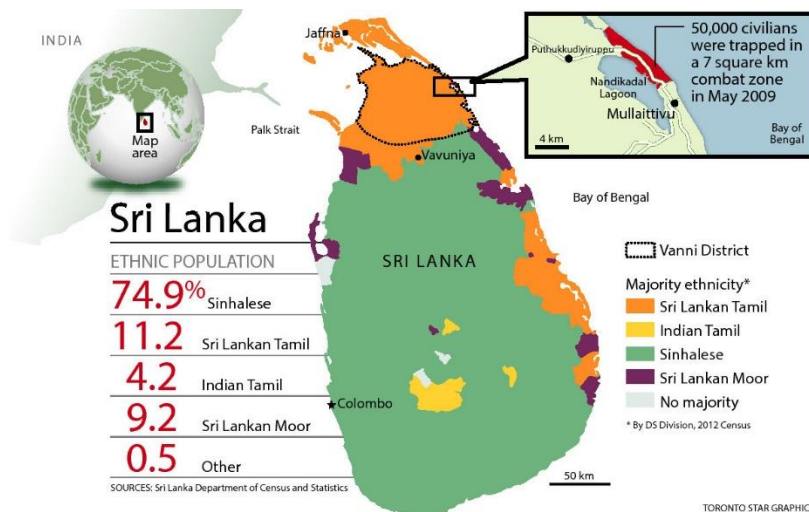 INDIA
Map
area
Sri Lanka
ETHNIC POPULATION
74.9% Sinhalese
11.2 Sri Lankan Tamil
4.2 Indian Tamil
9.2 Sri Lankan Moor
0.5 Other
SOURCES: Sri Lanka Department of Census and Statistics
Jaffna
Palk Strait
Vavuniya
SRI LANKA
Colombo
Bay of Bengal
50 km
Puthukkudiyiruppu
Nandikadal
Lagoon
Mullaittivu
4 km
Bay of
Bengal
50,000 civilians
were trapped in
a 7 square km
combat zone
in May 2009
Vanni District
Majority ethnicity*
Sri Lankan Tamil
Indian Tamil
Sinhalese
Sri Lankan Moor
No majority
* By DS Division, 2012 Census
TORONTO STAR GRAPHIC